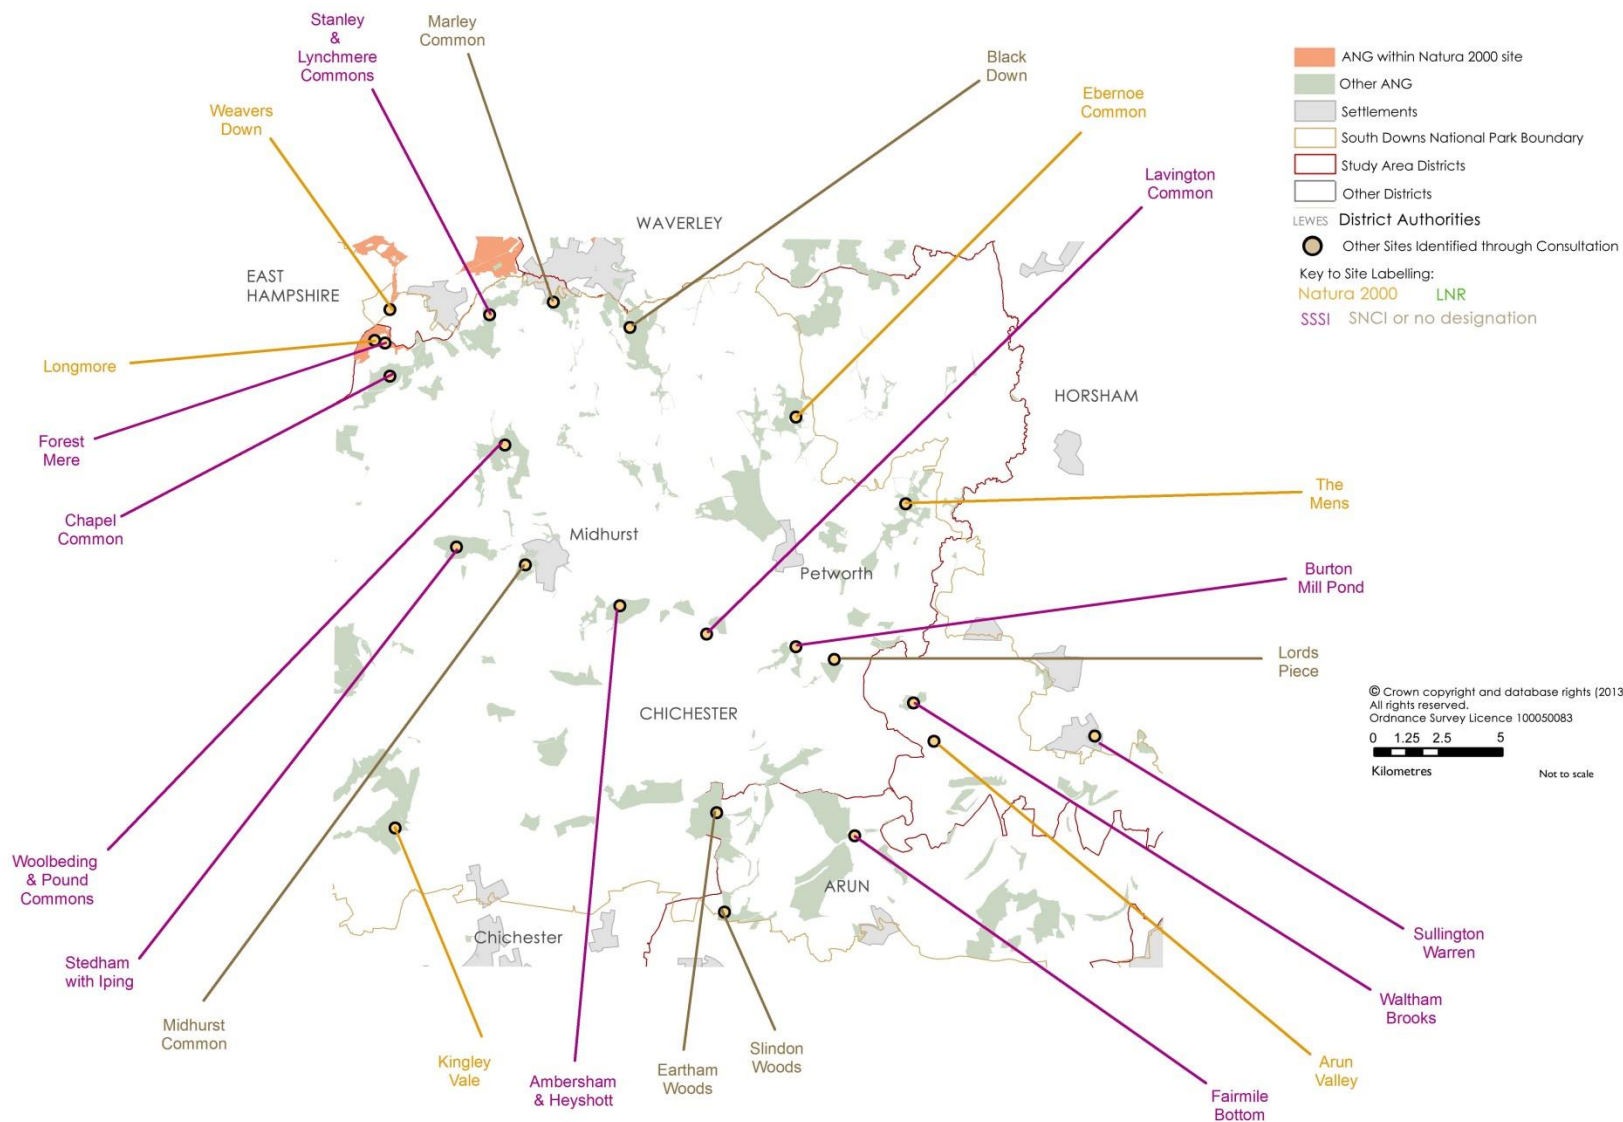 Stanley
&
Lynchmere
Commons
Marley
Common
Black
Down
Ebernoe
Common
Weavers
Down
Lavington
Common
WAVERLEY
EAST
HAMPSHIRE
Longmore
HORSHAM
Forest
Mere
The
Mens
Chapel
Common
Midhurst
Petworth
Burton
Mill Pond
Lords
Piece
CHICHESTER
Woolbeding
& Pound
Commons
ARUN
Chichester
Stedham
with Iping
Sullington
Warren
Waltham
Brooks
Midhurst
Common
Kingley
Vale
Ambersham
& Heyshott
Eartham
Woods
Slindon
Woods
Arun
Valley
Fairmile
Bottom
ANG within Natura 2000 site
Other ANG
Settlements
South Downs National Park Boundary
Study Area Districts
Other Districts
LEWES District Authorities
Other Sites Identified through Consultation
Key to Site Labelling:
Natura 2000 LNR
SSSI SNCI or no designation
© Crown copyright and database rights (2013
All rights reserved.
Ordnance Survey Licence 100050083
0 1.25 2.5 5
Kilometres Not to scale